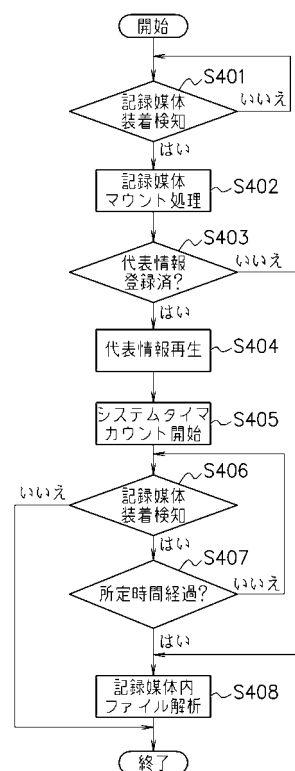 開始
S401
記録媒体
装着検知
いいえ
はい
記録媒体
マウント処理
S402
S403
代表情報
登録済?
いいえ
はい
代表情報再生
S404
システムタイマ
カウント開始
S405
S406
いいえ
記録媒体
装着検知
はい
S407
所定時間経過?
いいえ
はい
記録媒体内
ファイル解析
S408
終了